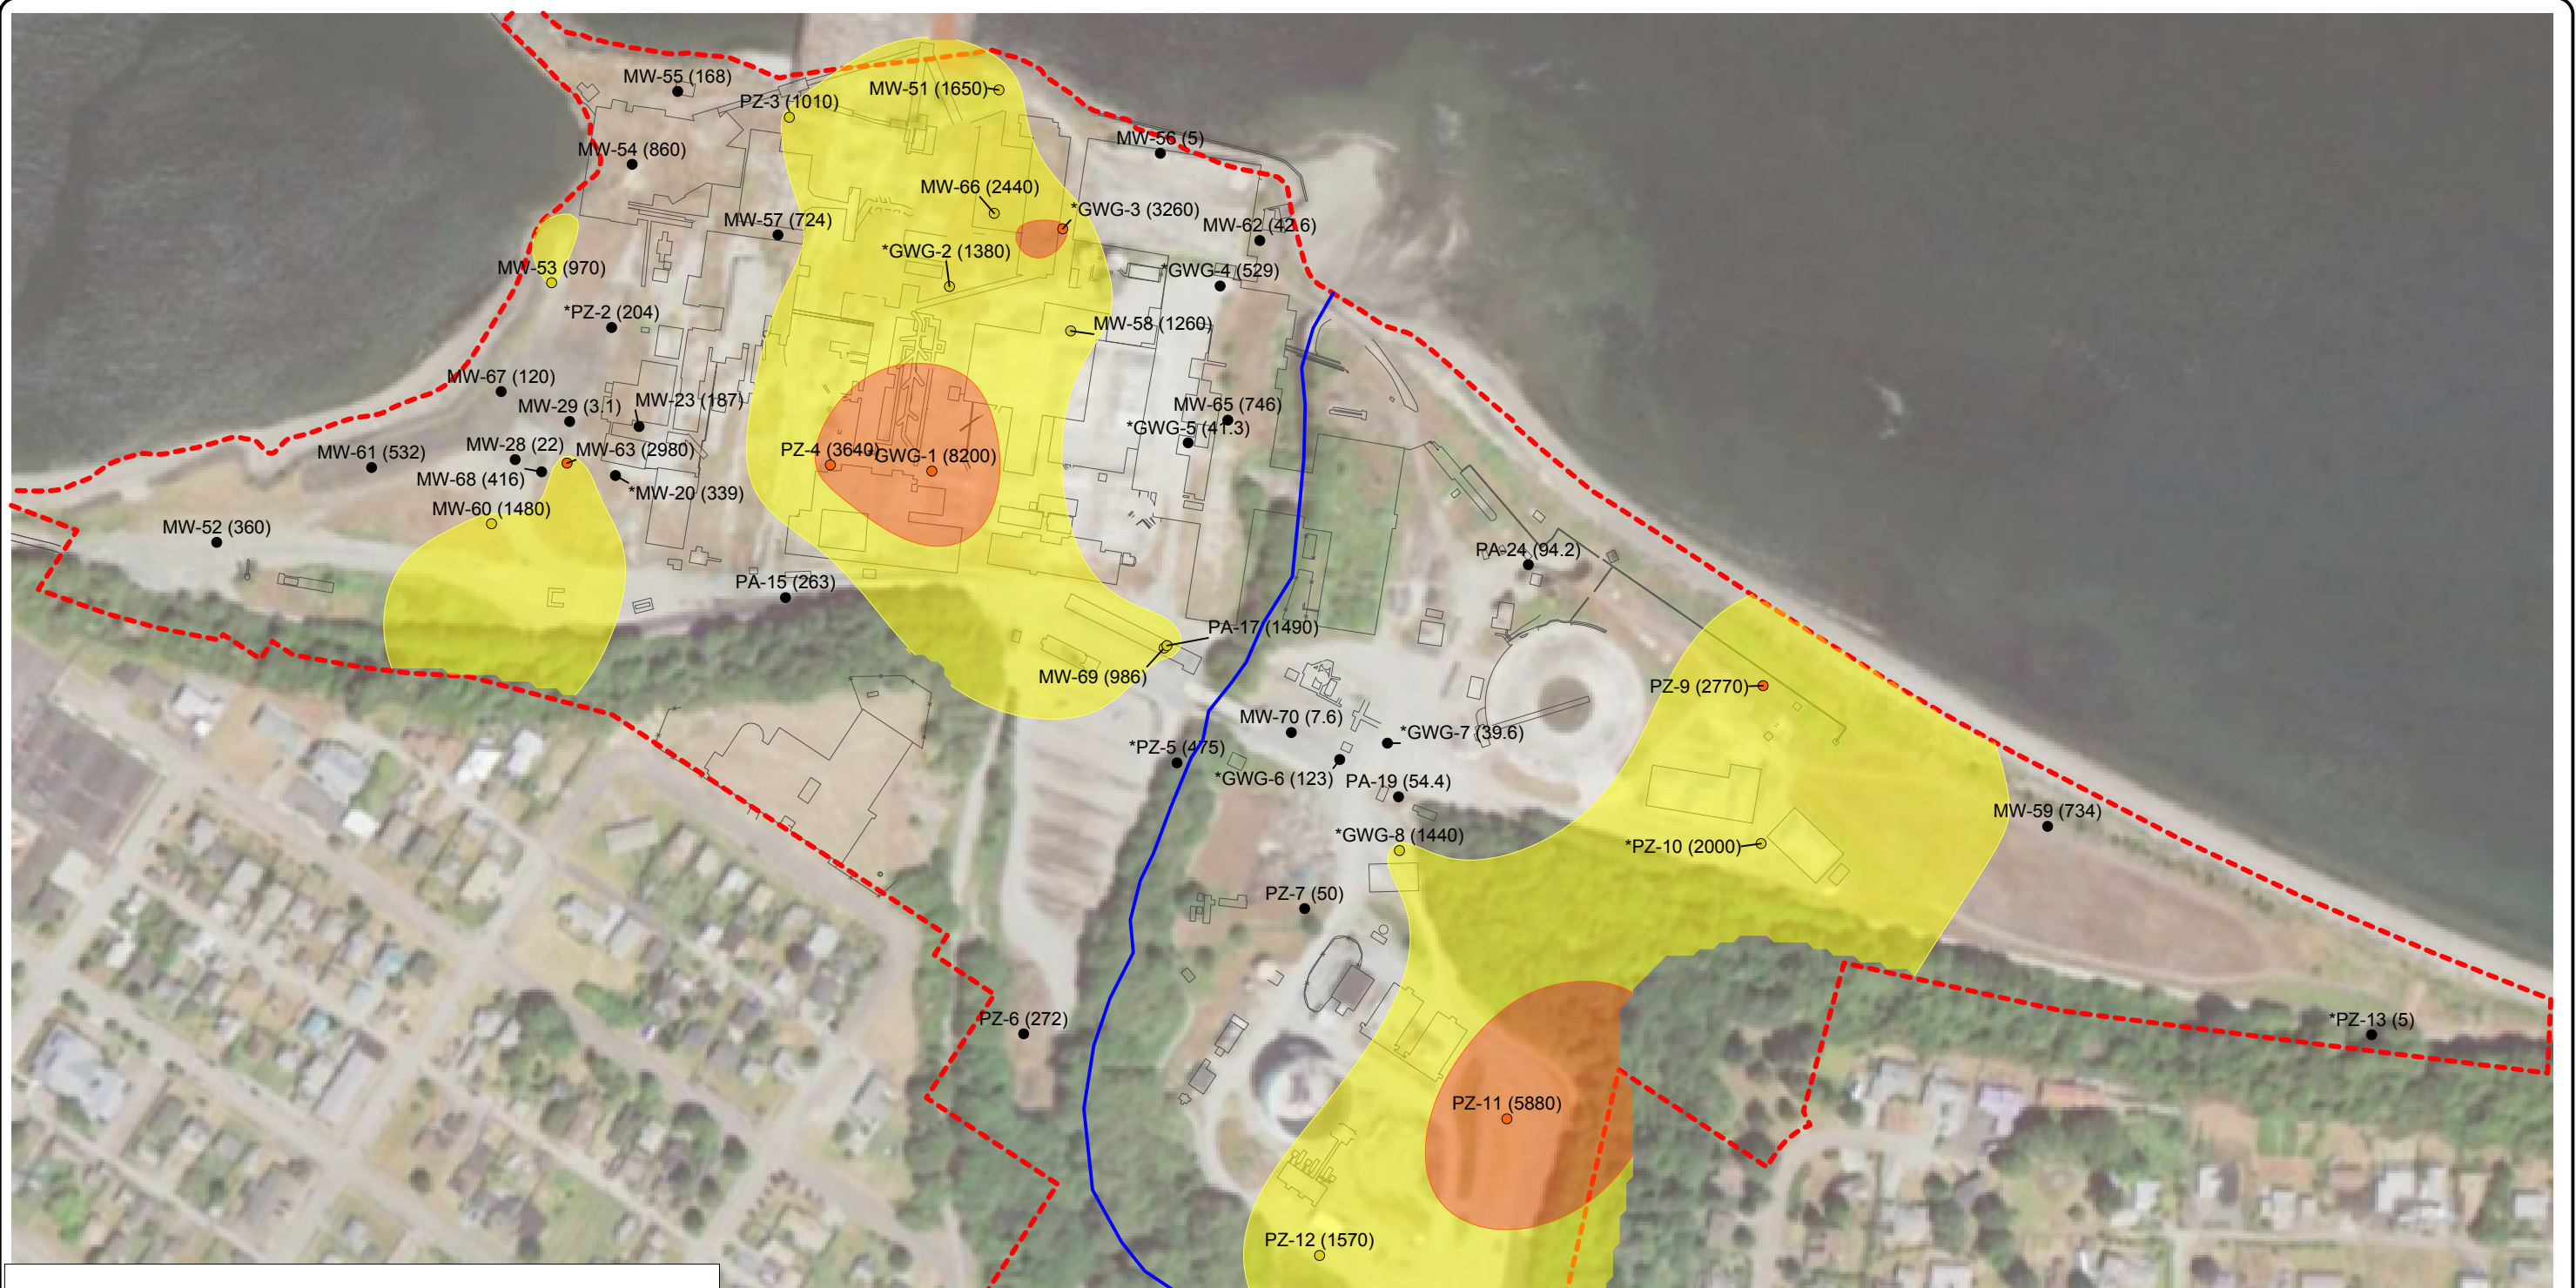 MW-55 (168)
MW-51 (1650)
PZ-3 (1010)
MW-56 (5)
MW-54 (860)
MW-66 (2440)
*GWG-3 (3260)
MW-57 (724)
MW-62 (42.6)
*GWG-2 (1380)
MW-53 (970)
*GWG-4 (529)
*PZ-2 (204)
MW-58 (1260)
MW-67 (120)
MW-23 (187)
MW-29 (3.1)
MW-65 (746)
*GWG-5 (41.3)
MW-28 (22)
MW-63 (2980)
MW-61 (532)
PZ-4 (3640)
*GWG-1 (8200)
MW-68 (416)
*MW-20 (339)
MW-60 (1480)
MW-52 (360)
PA-24 (94.2)
PA-15 (263)
PA-17 (1490)
MW-69 (986)
PZ-9 (2770)
MW-70 (7.6)
*GWG-7 (39.6)
*PZ-5 (475)
*GWG-6 (123)
PA-19 (54.4)
MW-59 (734)
*GWG-8 (1440)
*PZ-10 (2000)
PZ-7 (50)
PZ-6 (272)
*PZ-13 (5)
PZ-11 (5880)
PZ-12 (1570)